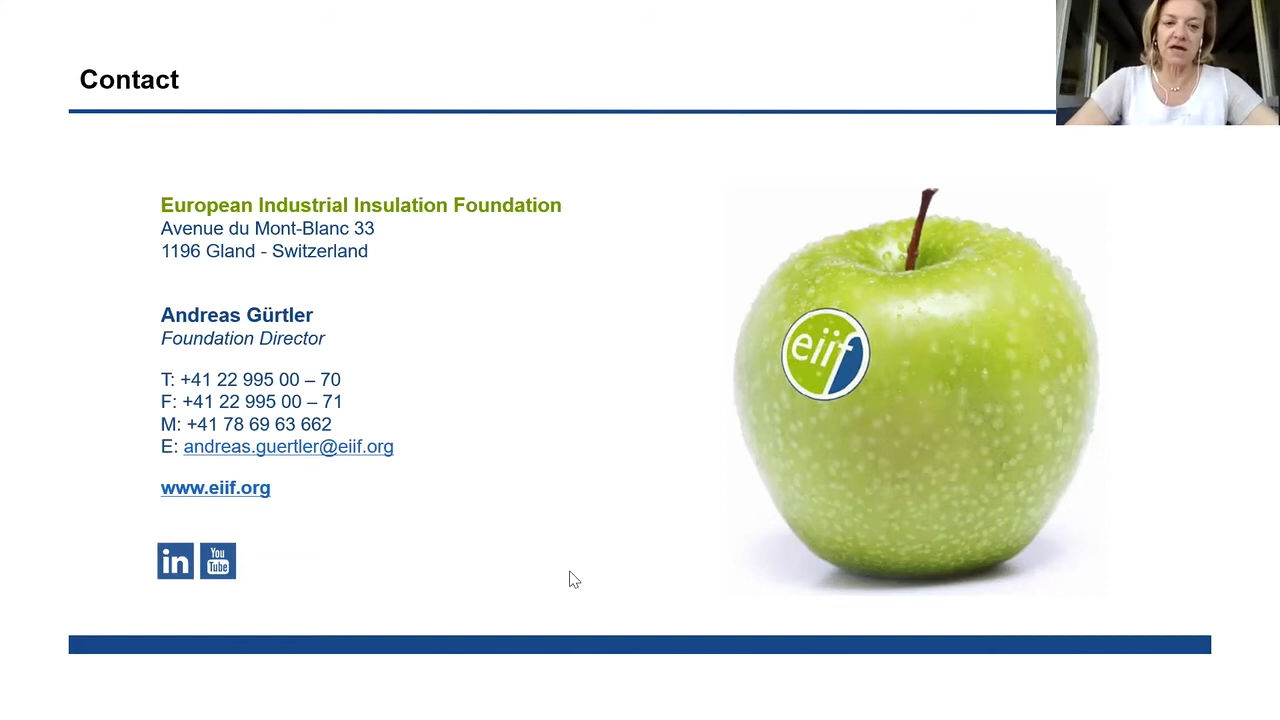 Contact
European Industrial Insulation Foundation
Avenue du Mont-Blanc 33
1196 Gland - Switzerland
Andreas Gürtler
Foundation Director
T: +41 22 995 00 – 70
F: +41 22 995 00 – 71
M: +41 78 69 63 662
E: andreas.guertler@eiif.org
www.eiif.org
in
You
Tube
eiif